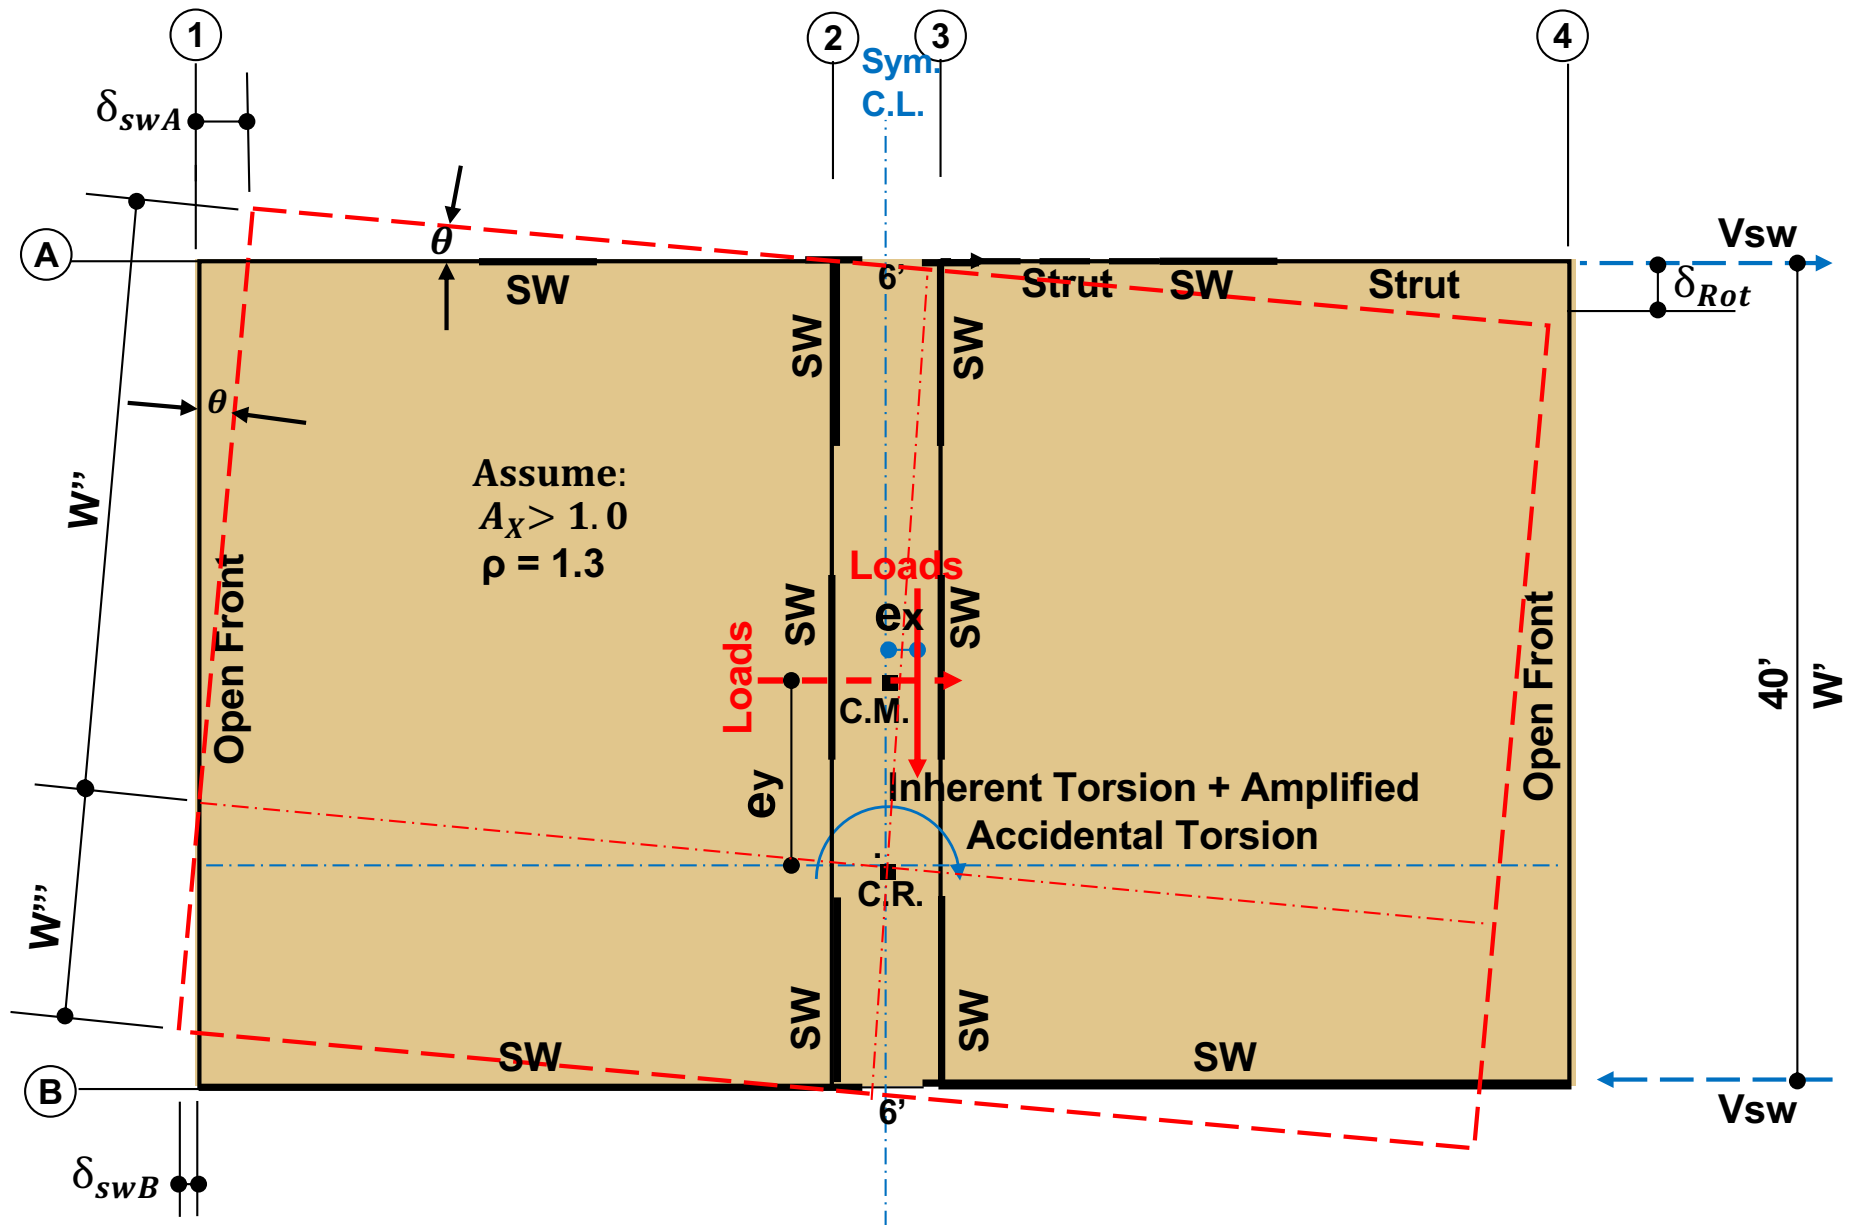 1
2
3
4
Sym.
C.L.
δswA
A
θ
SW
6'
Strut
SW
Strut
Vsw
δRot
SW
SW
θ
W''
Assume:
AX> 1.0
ρ = 1.3
Open Front
Loads
ex
SW
SW
Loads
C.M.
Open Front
40'
W'
ey
Inherent Torsion + Amplified
Accidental Torsion
C.R.
W'''
SW
SW
SW
SW
B
6'
Vsw
δswB